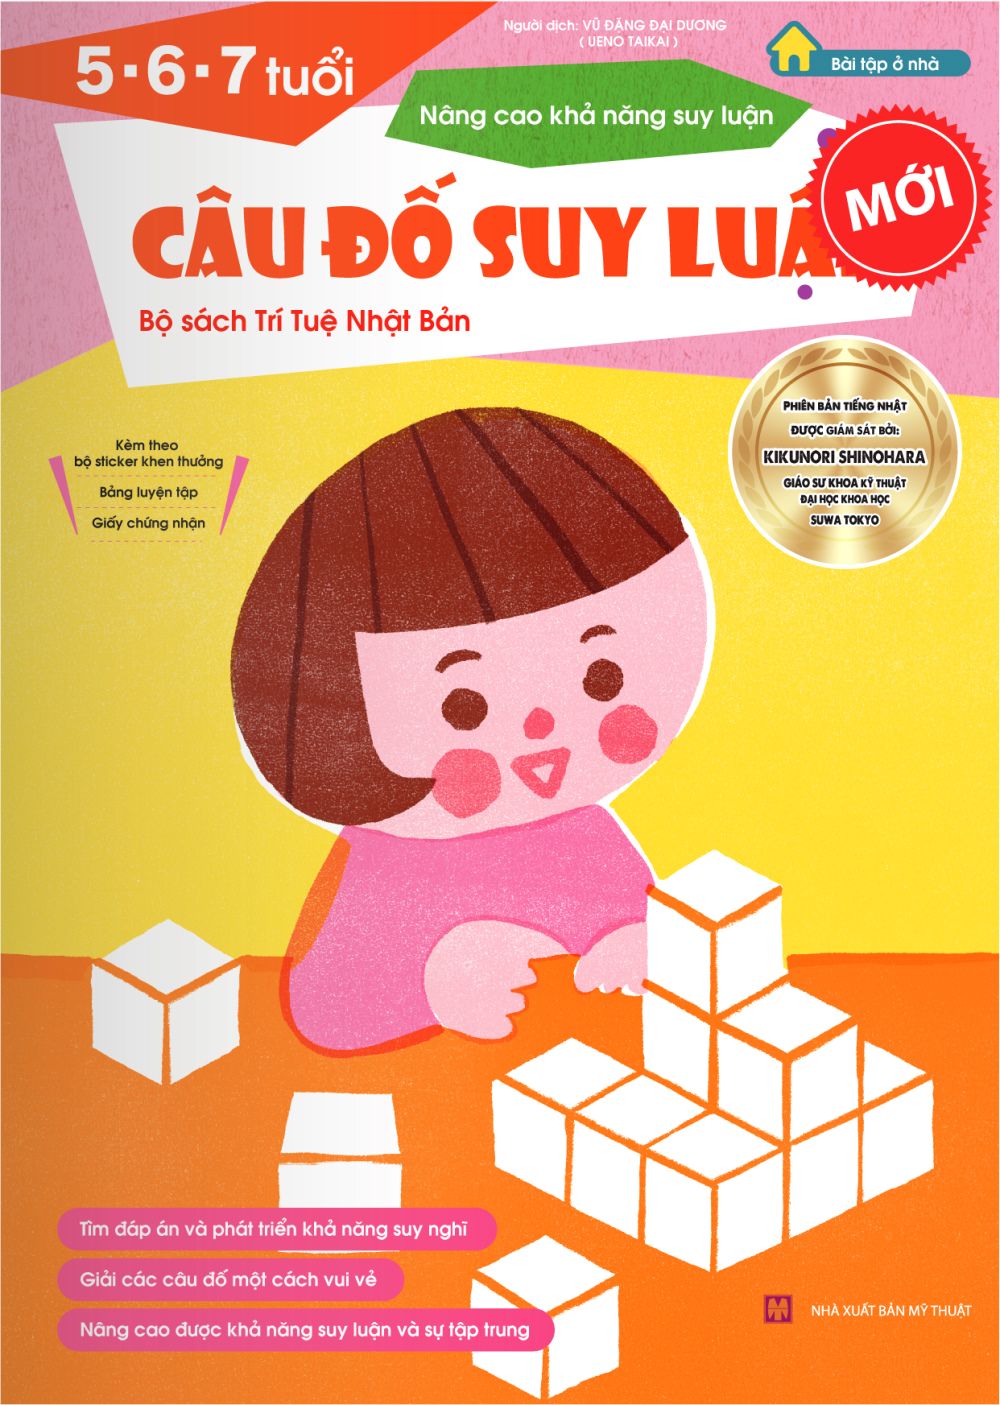 Người dịch: VŨ ĐẶNG ĐẠI DƯƠNG
( UENO TAIKAI )
5·6·7 tuổi
Bài tập ở nhà
Nâng cao khả năng suy luận
MỚI
CÂU ĐỐ SUY
Bộ sách Trí Tuệ Nhật Bản
PHIÊN BẢN TIẾNG NHẬT
ĐƯỢC GIÁM SÁT BỞI:
KIKUNORI SHINOHARA
GIÁO SƯ KHOA KỸ THUẬT
ĐẠI HỌC KHOA HỌC
SUWA TOKYO
Kèm theo
bộ sticker khen thưởng
Bảng luyện tập
Giấy chứng nhận
Tìm đáp án và phát triển khả năng suy nghĩ
Giải các câu đố một cách vui vẻ
Nâng cao được khả năng suy luận và sự tập trung
NHÀ XUẤT BẢN MỸ THUẬT